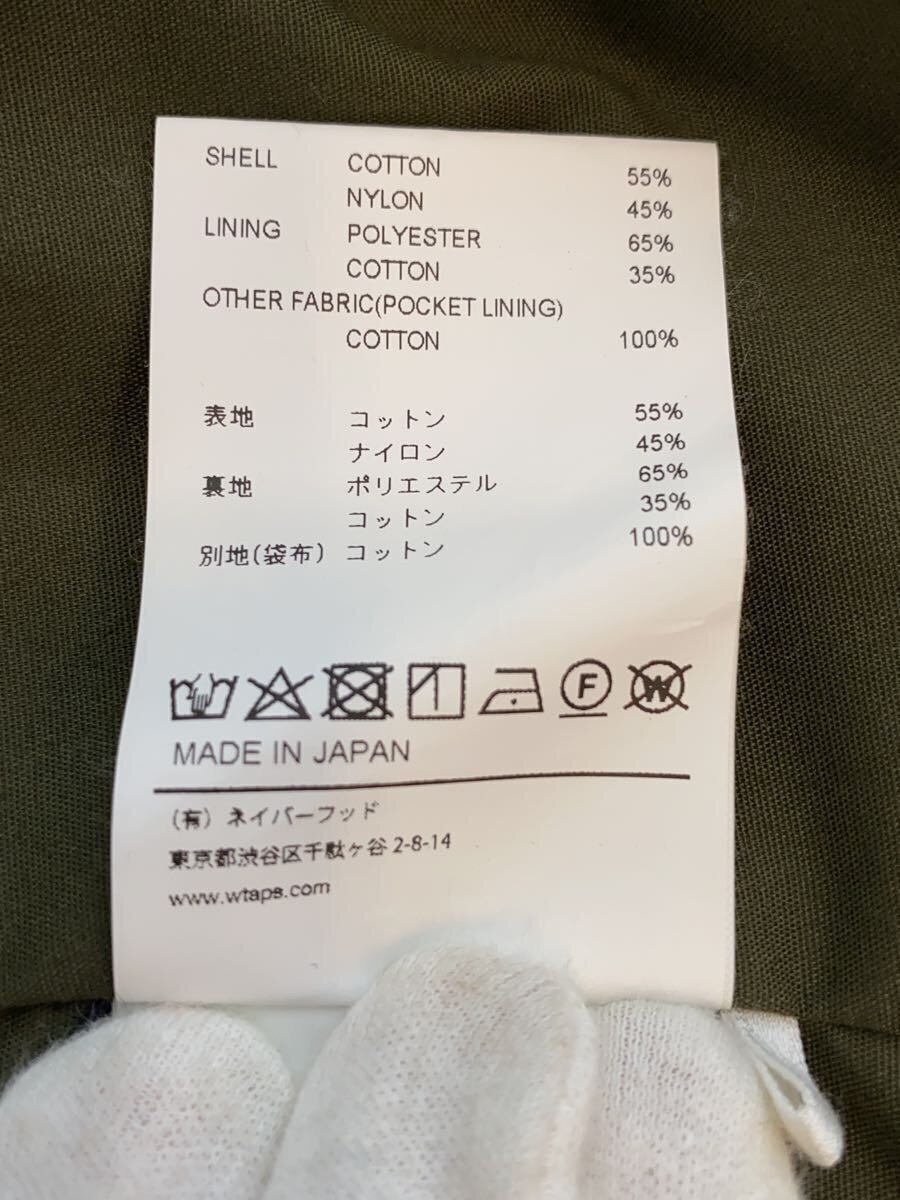 SHELL COTTON 55%
NYLON 45%
LINING POLYESTER 65%
COTTON 35%
OTHER FABRIC(POCKET LINING)
COTTON 100%
表地 コットン 55%
ナイロン 45%
裏地 ポリエステル 65%
コットン 35%
別地(袋布) コットン 100%
F W
MADE IN JAPAN
(有) ネイバーフッド
東京都渋谷区千駄ヶ谷 2-8-14
www.wtaps.com